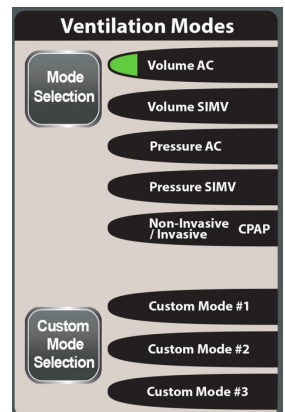 Ventilation Modes
Mode
Selection
Volume AC
Volume SIMV
Pressure AC
Pressure SIMV
Non-Invasive
/ Invasive CPAP
Custom
Mode
Selection
Custom Mode #1
Custom Mode #2
Custom Mode #3